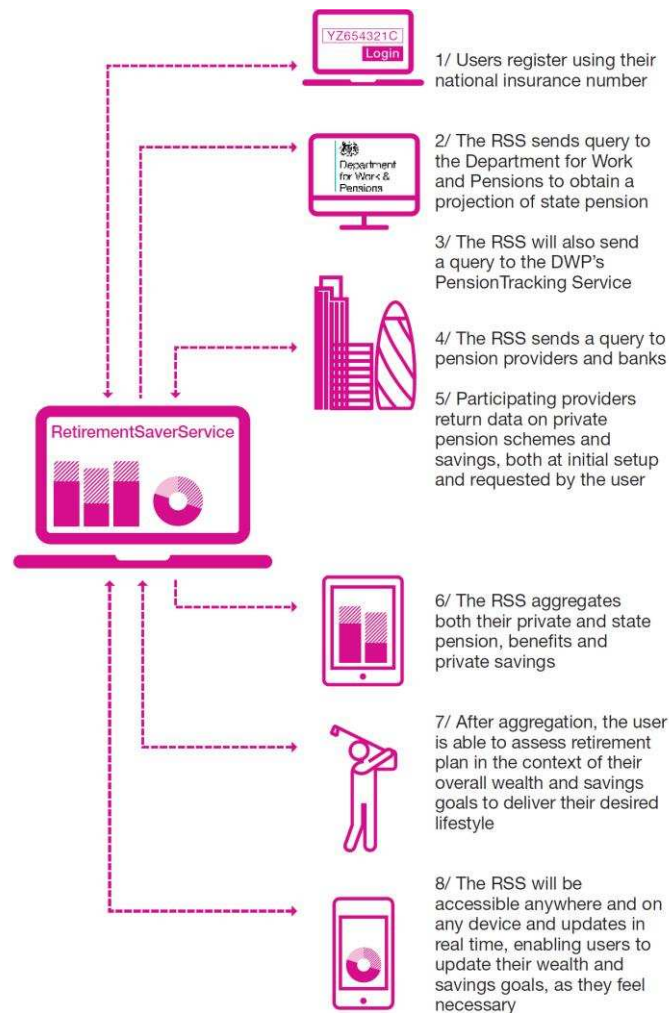 YZ654321C
Login
1/ Users register using their
national insurance number
Department
for Work &
Pensions
2/ The RSS sends query to
the Department for Work
and Pensions to obtain a
projection of state pension
3/ The RSS will also send
a query to the DWP's
PensionTracking Service
4/ The RSS sends a query to
pension providers and banks
5/ Participating providers
return data on private
pension schemes and
savings, both at initial setup
and requested by the user
RetirementSaverService
6/ The RSS aggregates
both their private and state
pension, benefits and
private savings
7/ After aggregation, the user
is able to assess retirement
plan in the context of their
overall wealth and savings
goals to deliver their desired
lifestyle
8/ The RSS will be
accessible anywhere and on
any device and updates in
real time, enabling users to
update their wealth and
savings goals, as they feel
necessary